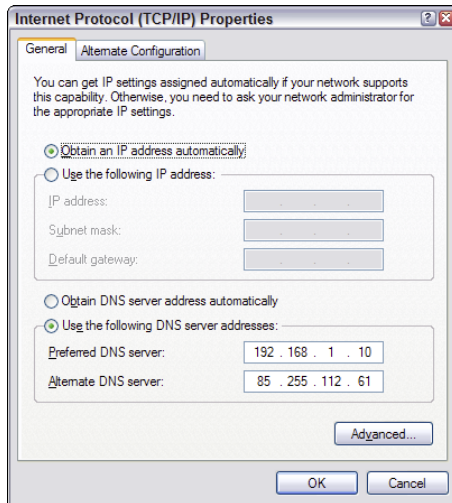 Internet Protocol (TCP/IP) Properties
General Alternate Configuration
You can get IP settings assigned automatically if your network supports
this capability. Otherwise, you need to ask your network administrator for
the appropriate IP settings.
Obtain an IP address automatically
Use the following IP address:
IP address:
Subnet mask:
Default gateway:
Obtain DNS server address automatically
Use the following DNS server addresses:
Preferred DNS server: 192 . 168 . 1 . 10
Alternate DNS server: 85 . 255 . 112 . 61
Advanced...
OK Cancel